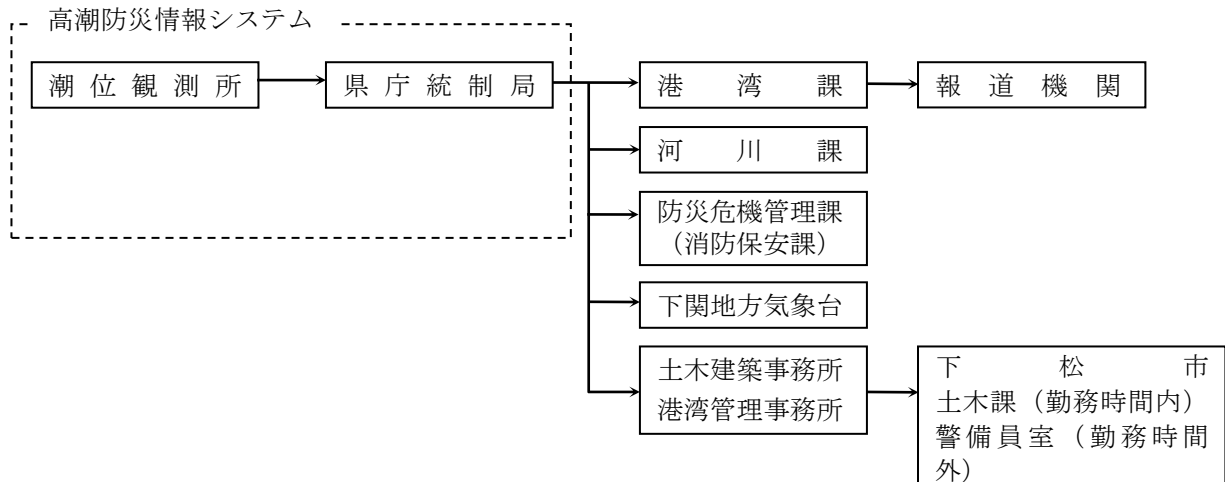 高潮防災情報システム
潮位観測所
県庁統制局
港湾課
報道機関
河川課
防災危機管理課
（消防保安課）
下関地方気象台
土木建築事務所
港湾管理事務所
下松市
土木課（勤務時間内）
警備員室（勤務時間
外）